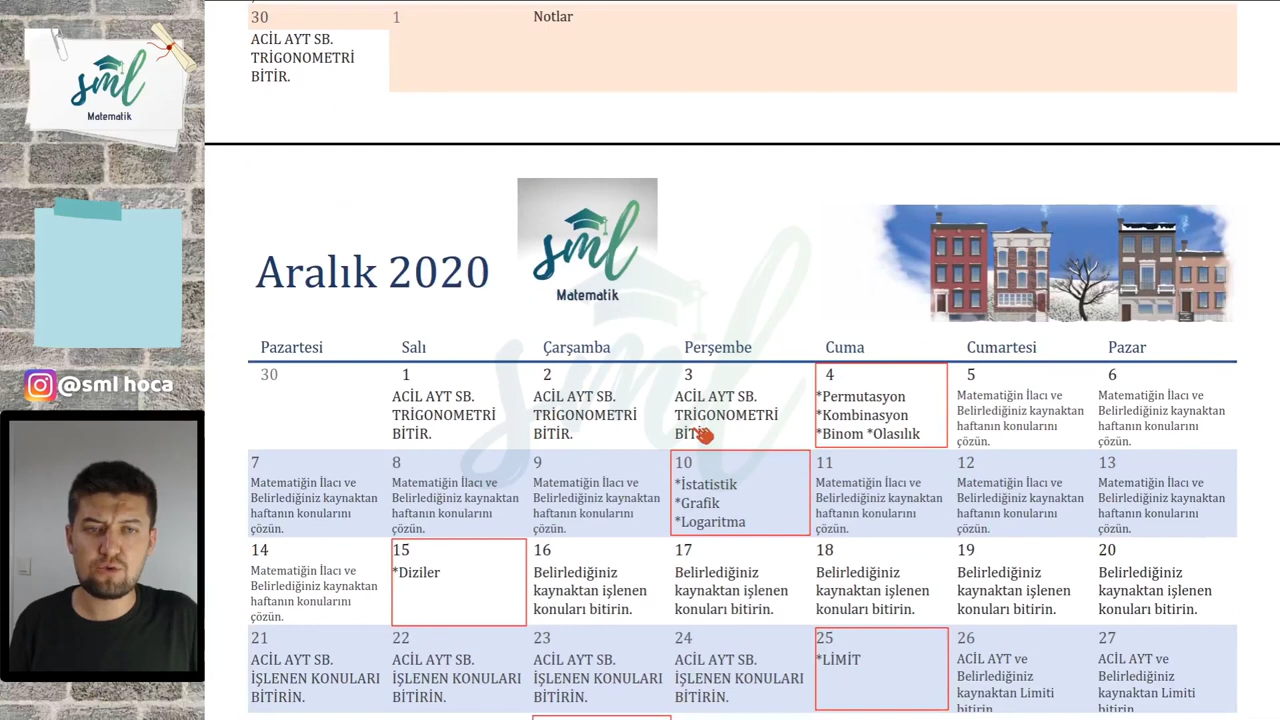 30
1
Notlar
ACİL AYT SB.
TRİGONOMETRİ
BİTİR.
sml
Matematik
@sml hoca
Aralık 2020
sml
Matematik
Pazartesi
Salı
Çarşamba
Perşembe
Cuma
Cumartesi
Pazar
30
1
ACİL AYT SB.
TRİGONOMETRİ
BİTİR.
2
ACİL AYT SB.
TRİGONOMETRİ
BİTİR.
3
ACİL AYT SB.
TRİGONOMETRİ
4
*Permutasyon
*Kombinasyon
*Binom *Olasılık
5
Matematiğin İlacı ve
Belirlediğiniz kaynaktan
haftanın konularını
çözün.
6
Matematiğin İlacı ve
Belirlediğiniz kaynaktan
haftanın konularını
çözün.
7
Matematiğin İlacı ve
Belirlediğiniz kaynaktan
haftanın konularını
çözün.
8
Matematiğin İlacı ve
Belirlediğiniz kaynaktan
haftanın konularını
çözün.
9
Matematiğin İlacı ve
Belirlediğiniz kaynaktan
haftanın konularını
çözün.
10
*İstatistik
*Grafik
*Logaritma
11
Matematiğin İlacı ve
Belirlediğiniz kaynaktan
haftanın konularını
çözün.
12
Matematiğin İlacı ve
Belirlediğiniz kaynaktan
haftanın konularını
çözün.
13
Matematiğin İlacı ve
Belirlediğiniz kaynaktan
haftanın konularını
çözün.
14
Matematiğin İlacı ve
Belirlediğiniz kaynaktan
haftanın konularını
çözün.
15
*Diziler
16
Belirlediğiniz
kaynaktan işlenen
konuları bitirin.
17
Belirlediğiniz
kaynaktan işlenen
konuları bitirin.
18
Belirlediğiniz
kaynaktan işlenen
konuları bitirin.
19
Belirlediğiniz
kaynaktan işlenen
konuları bitirin.
20
Belirlediğiniz
kaynaktan işlenen
konuları bitirin.
21
ACİL AYT SB.
İŞLENEN KONULARI
BİTİRİN.
22
ACİL AYT SB.
İŞLENEN KONULARI
BİTİRİN.
23
ACİL AYT SB.
İŞLENEN KONULARI
BİTİRİN.
24
ACİL AYT SB.
İŞLENEN KONULARI
BİTİRİN.
25
*LİMİT
26
ACİL AYT ve
Belirlediğiniz
kaynaktan Limiti
bitirin.
27
ACİL AYT ve
Belirlediğiniz
kaynaktan Limiti
bitirin.